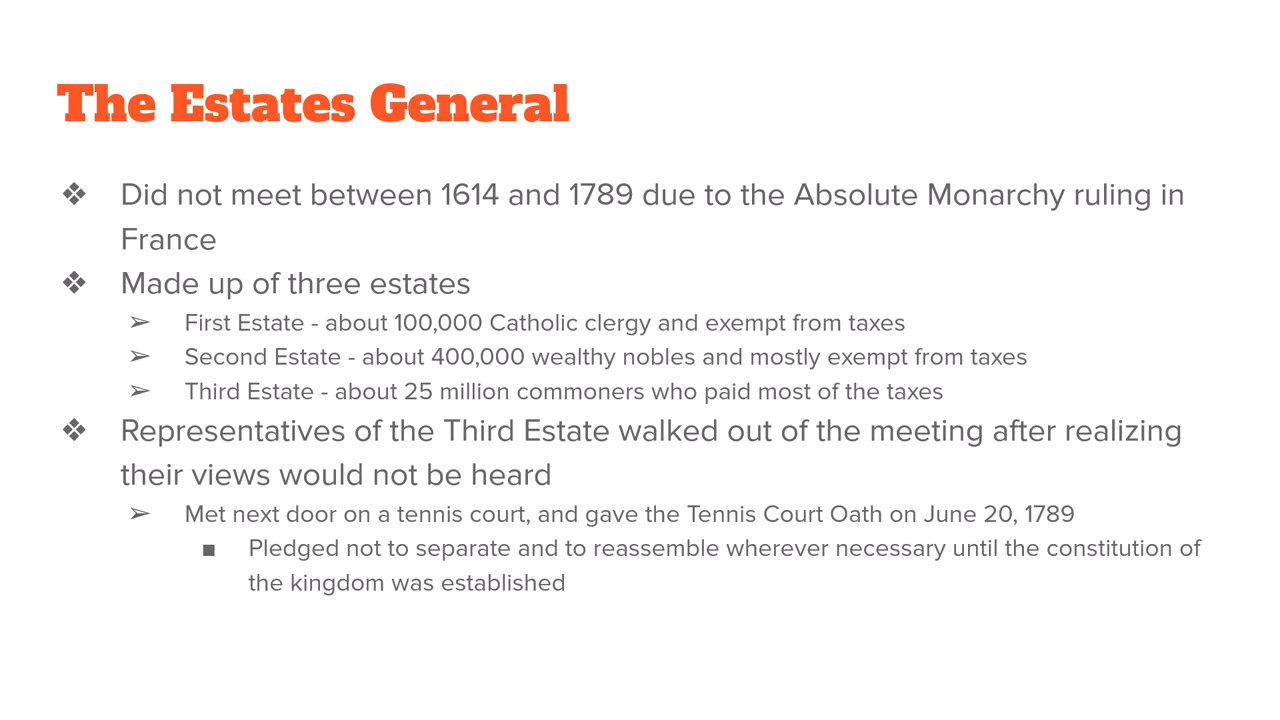 The Estates General
❖ Did not meet between 1614 and 1789 due to the Absolute Monarchy ruling in
France
❖ Made up of three estates
➢ First Estate - about 100,000 Catholic clergy and exempt from taxes
➢ Second Estate - about 400,000 wealthy nobles and mostly exempt from taxes
➢ Third Estate - about 25 million commoners who paid most of the taxes
❖ Representatives of the Third Estate walked out of the meeting after realizing
their views would not be heard
➢ Met next door on a tennis court, and gave the Tennis Court Oath on June 20, 1789
■ Pledged not to separate and to reassemble wherever necessary until the constitution of
the kingdom was established